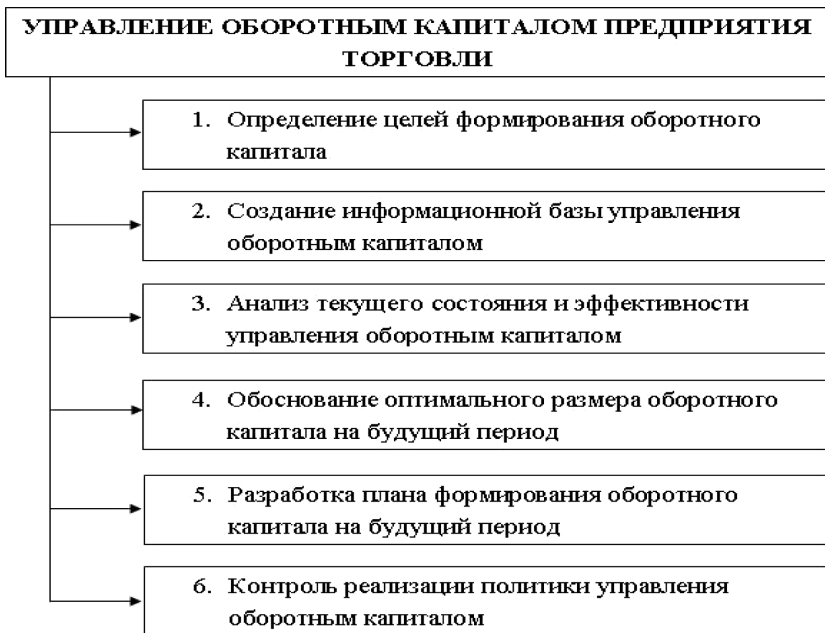 УПРАВЛЕНИЕ ОБОРОТНЫМ КАПИТАЛОМ ПРЕДПРИЯТИЯ
ТОРГОВЛИ
1. Определение целей формирования оборотного
капитала
2. Создание информационной базы управления
оборотным капиталом
3. Анализ текущего состояния и эффективности
управления оборотным капиталом
4. Обоснование оптимального размера оборотного
капитала на будущий период
5. Разработка плана формирования оборотного
капитала на будущий период
6. Контроль реализации политики управления
оборотным капиталом